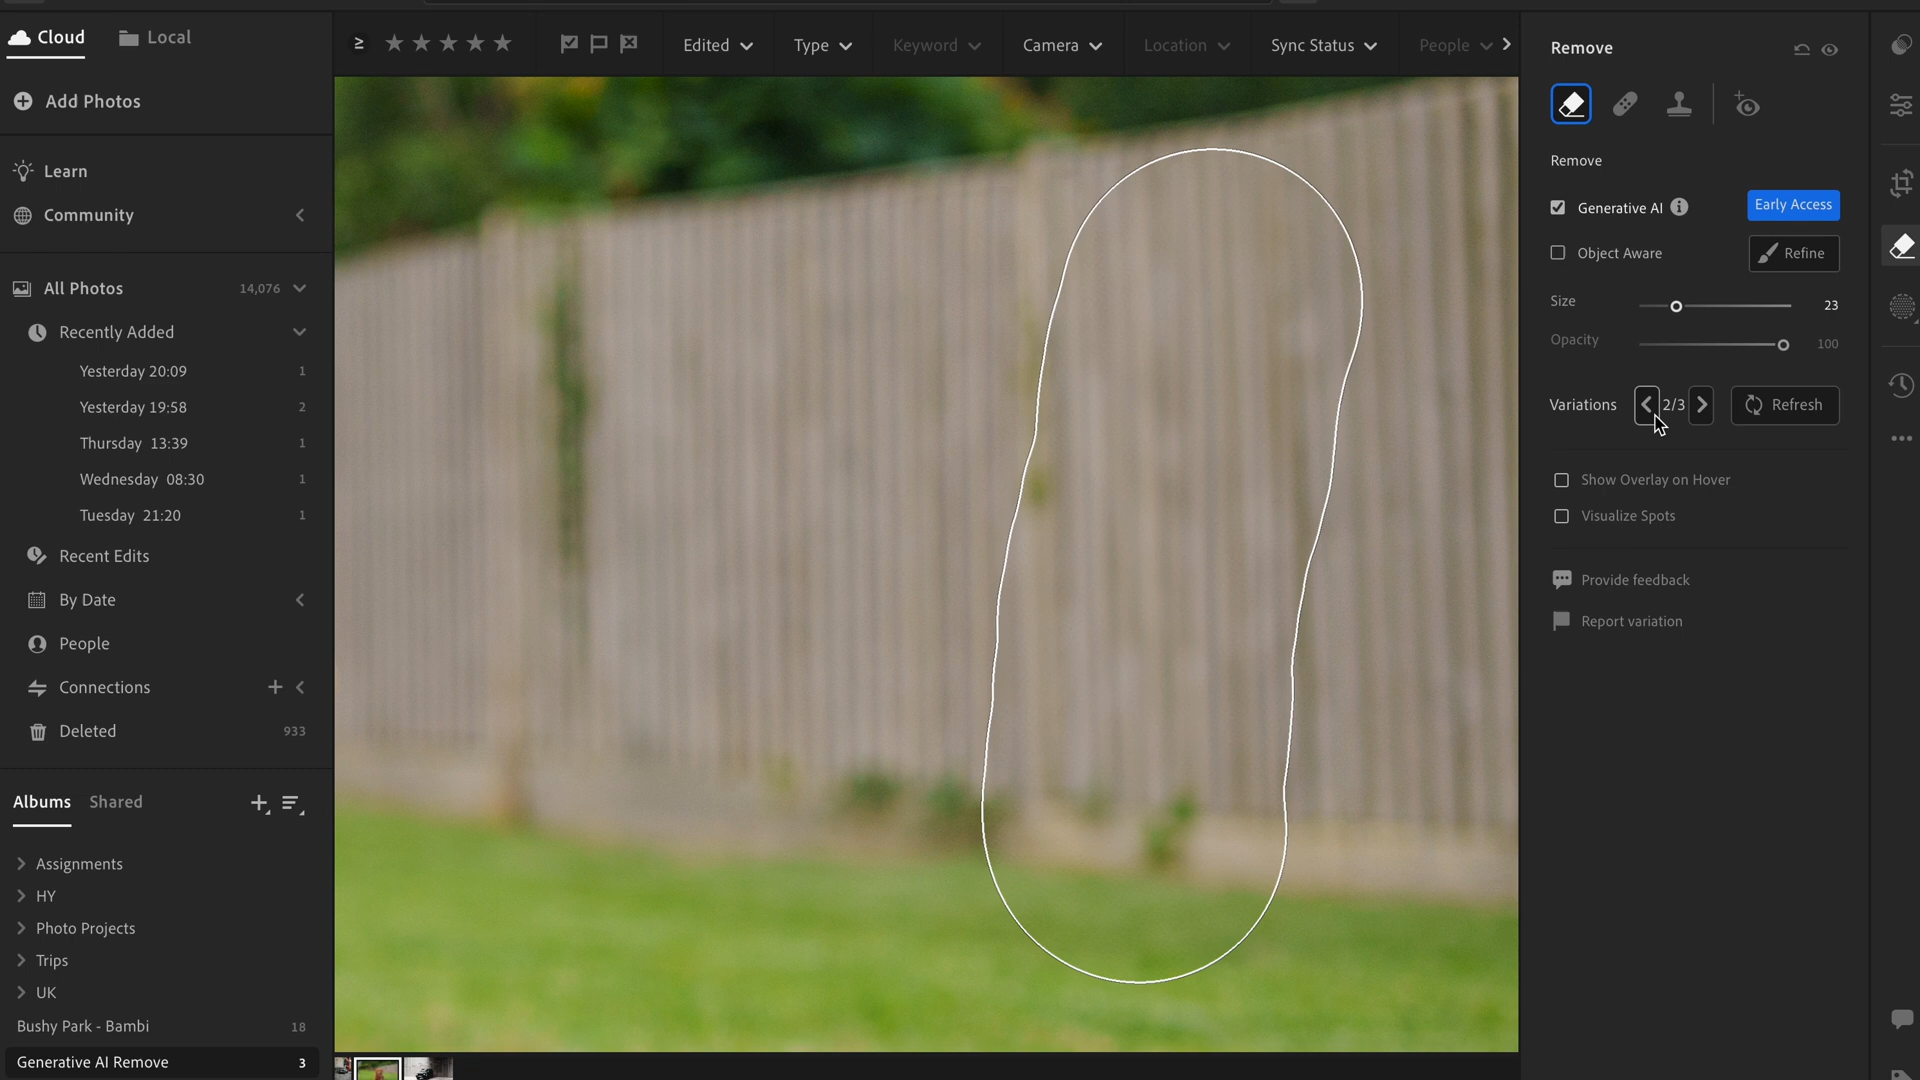 Cloud
Local
Add Photos
Learn
Community
All Photos 14,076
Recently Added
Yesterday 20:09 1
Yesterday 19:58 2
Thursday 13:39 1
Wednesday 08:30 1
Tuesday 21:20 1
Recent Edits
By Date
People
Connections
Deleted 933
Albums Shared
Assignments
HY
Photo Projects
Trips
UK
Bushy Park - Bambi 18
Generative AI Remove 3
≥ Edited Type Keyword Camera Location Sync Status People
Remove
Remove
Generative AI Early Access
Object Aware Refine
Size 23
Opacity 100
Variations 2/3 Refresh
Show Overlay on Hover
Visualize Spots
Provide feedback
Report variation